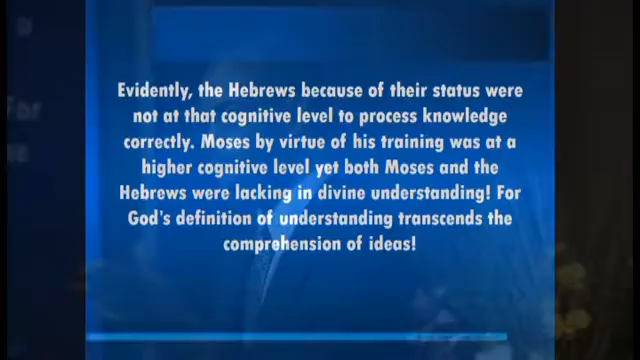 Evidently, the Hebrews because of their status were
not at that cognitive level to process knowledge
correctly. Moses by virtue of his training was at a
higher cognitive level yet both Moses and the
Hebrews were lacking in divine understanding! For
God's definition of understanding transcends the
comprehension of ideas!